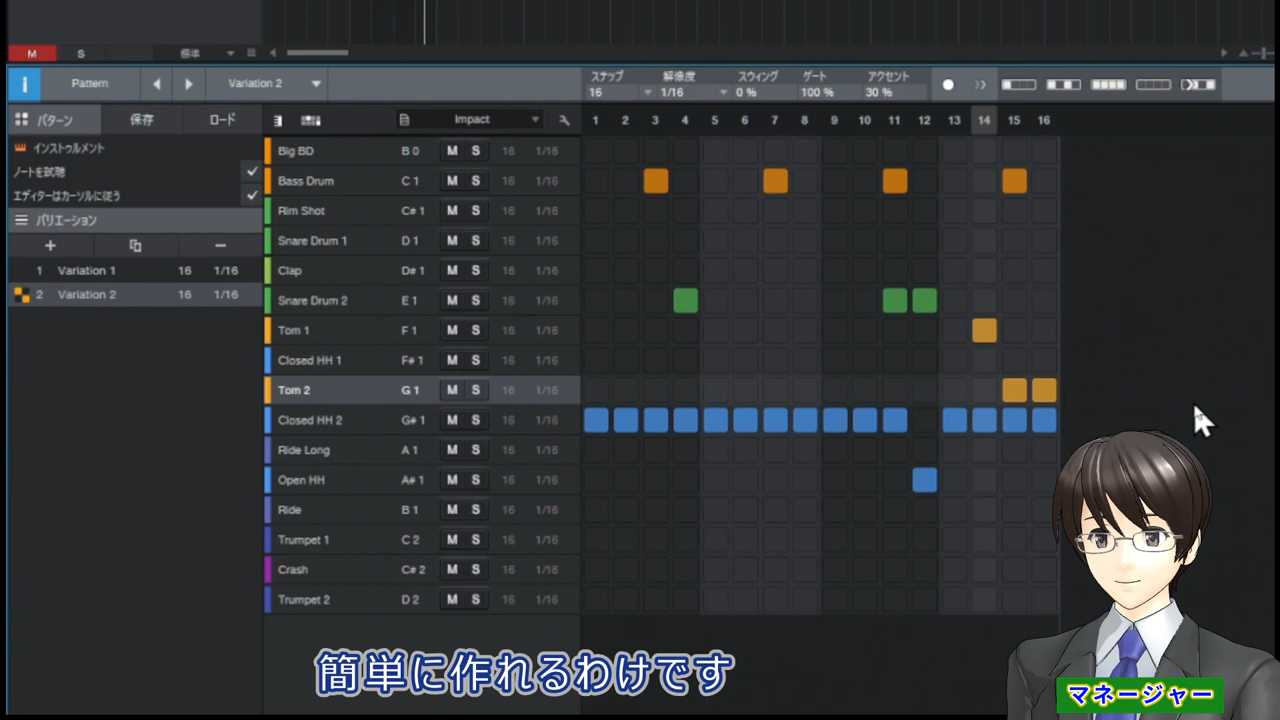 M S 標準
i Pattern Variation 2
ステップ 解像度 スウィング ゲート アクセント
16 1/16 0 % 100 % 30 %
パターン 保存 ロード
Impact
1 2 3 4 5 6 7 8 9 10 11 12 13 14 15 16
インストゥルメント
ノートを試聴
エディターはカーソルに従う
バリエーション
+ −
1 Variation 1 16 1/16
2 Variation 2 16 1/16
Big BD B 0 M S 16 1/16
Bass Drum C 1 M S 16 1/16
Rim Shot C# 1 M S 16 1/16
Snare Drum 1 D 1 M S 16 1/16
Clap D# 1 M S 16 1/16
Snare Drum 2 E 1 M S 16 1/16
Tom 1 F 1 M S 16 1/16
Closed HH 1 F# 1 M S 16 1/16
Tom 2 G 1 M S 16 1/16
Closed HH 2 G# 1 M S 16 1/16
Ride Long A 1 M S 16 1/16
Open HH A# 1 M S 16 1/16
Ride B 1 M S 16 1/16
Trumpet 1 C 2 M S 16 1/16
Crash C# 2 M S 16 1/16
Trumpet 2 D 2 M S 16 1/16
簡単に作れるわけです
マネージャー